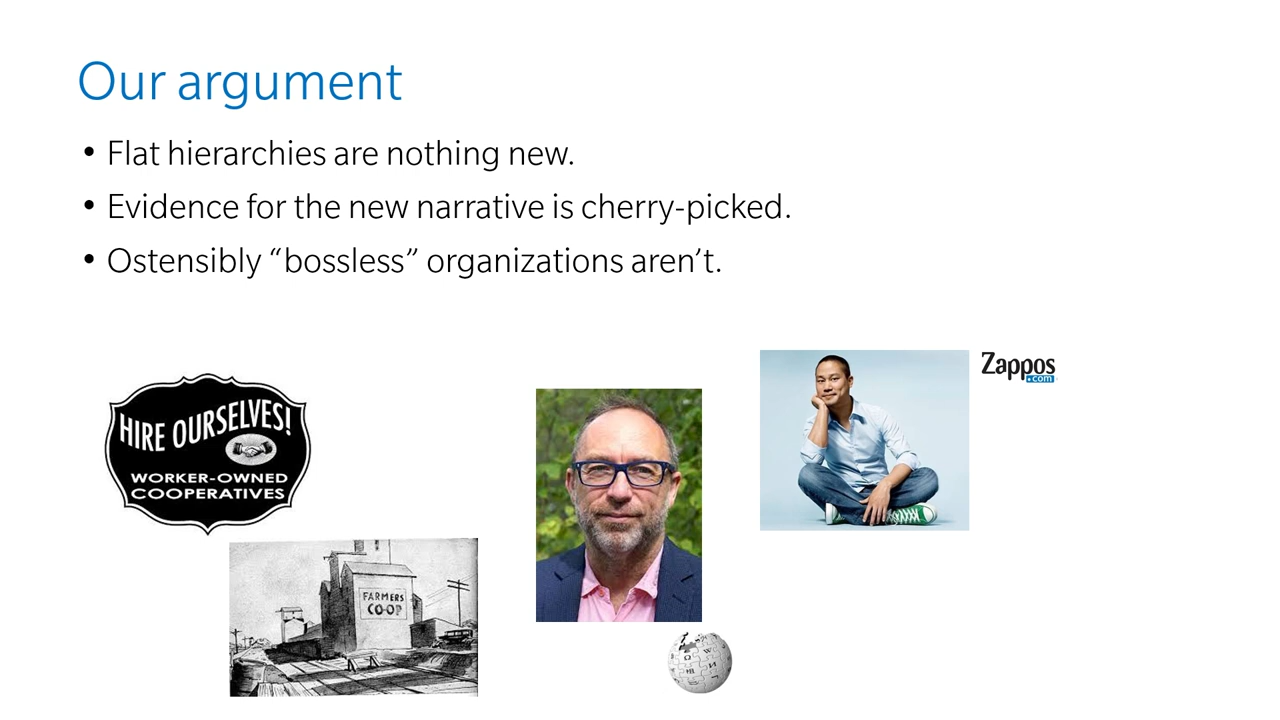 Our argument
• Flat hierarchies are nothing new.
• Evidence for the new narrative is cherry-picked.
• Ostensibly “bossless” organizations aren’t.
Zappos
.com
HIRE OURSELVES!
WORKER-OWNED
COOPERATIVES
FARMERS
CO-OP